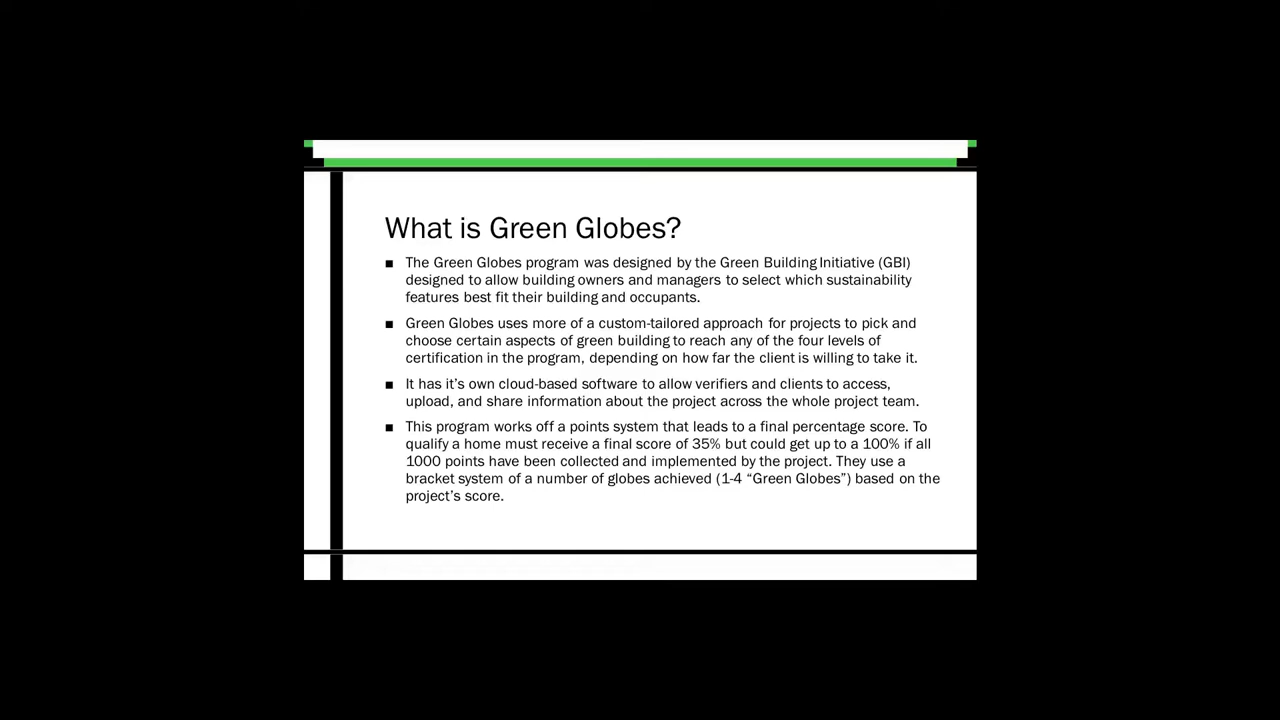 What is Green Globes?
■ The Green Globes program was designed by the Green Building Initiative (GBI)
designed to allow building owners and managers to select which sustainability
features best fit their building and occupants.
■ Green Globes uses more of a custom-tailored approach for projects to pick and
choose certain aspects of green building to reach any of the four levels of
certification in the program, depending on how far the client is willing to take it.
■ It has it’s own cloud-based software to allow verifiers and clients to access,
upload, and share information about the project across the whole project team.
■ This program works off a points system that leads to a final percentage score. To
qualify a home must receive a final score of 35% but could get up to a 100% if all
1000 points have been collected and implemented by the project. They use a
bracket system of a number of globes achieved (1-4 “Green Globes”) based on the
project’s score.